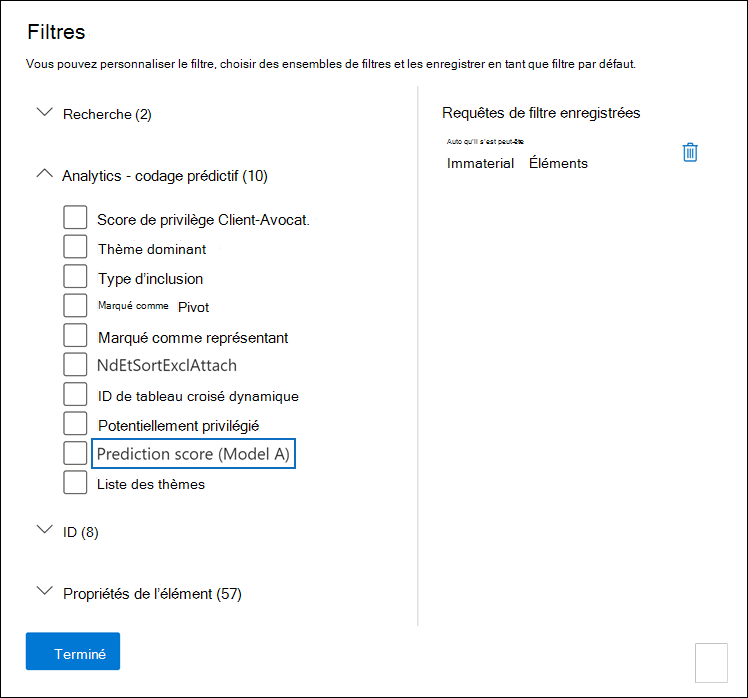 Filtres
Vous pouvez personnaliser le filtre, choisir des ensembles de filtres et les enregistrer en tant que filtre par défaut.
Recherche (2)
Analytics - codage prédictif (10)
Score de privilège Client-Avocat.
Thème dominant
Type d'inclusion
Marqué comme Pivot
Marqué comme représentant
NdEtSortExclAttach
ID de tableau croisé dynamique
Potentiellement privilégié
Prediction score (Model A)
Liste des thèmes
ID (8)
Propriétés de l'élément (57)
Terminé
Requêtes de filtre enregistrées
Auto qu'il s'est peut-
Immaterial Éléments